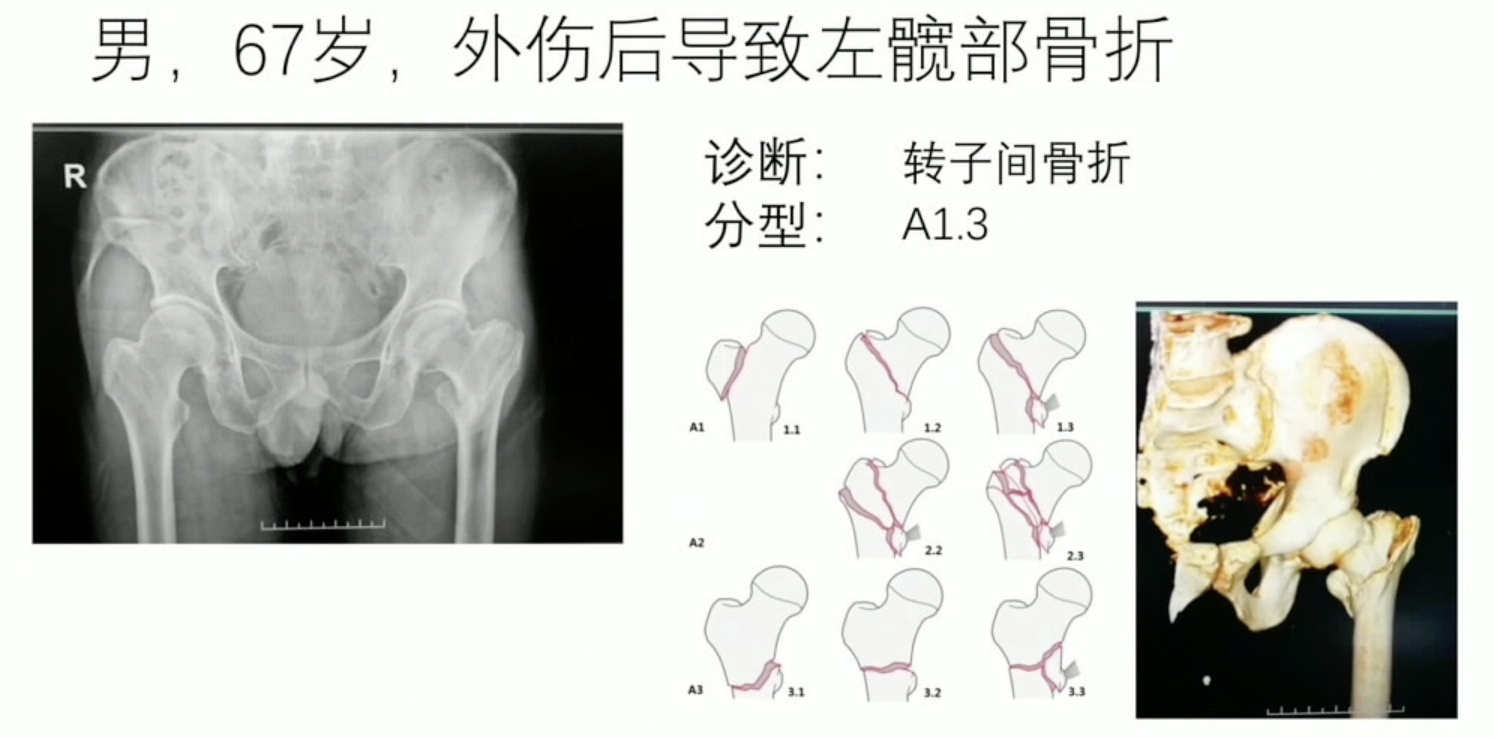 男，67岁，外伤后导致左髋部骨折
R
诊断： 转子间骨折
分型： A1.3
A1 1.1 1.2 1.3
A2 2.2 2.3
A3 3.1 3.2 3.3